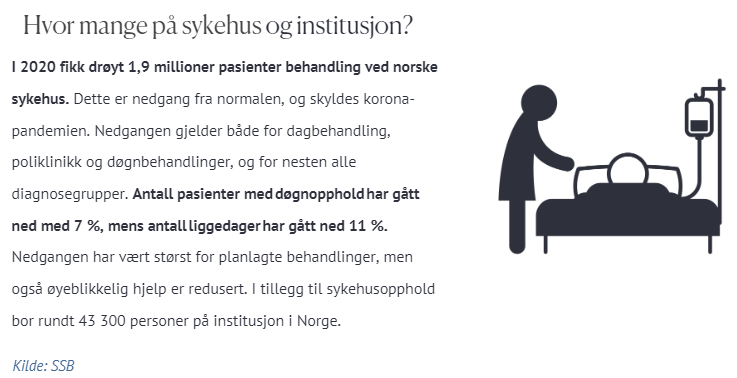 Hvor mange på sykehus og institusjon?
I 2020 fikk drøyt 1,9 millioner pasienter behandling ved norske
sykehus. Dette er nedgang fra normalen, og skyldes korona-
pandemien. Nedgangen gjelder både for dagbehandling,
poliklinikk og døgnbehandlinger, og for nesten alle
diagnosegrupper. Antall pasienter med døgnopphold har gått
ned med 7 %, mens antall liggedager har gått ned 11 %.
Nedgangen har vært størst for planlagte behandlinger, men
også øyeblikkelig hjelp er redusert. I tillegg til sykehusopphold
bor rundt 43 300 personer på institusjon i Norge.
Kilde: SSB